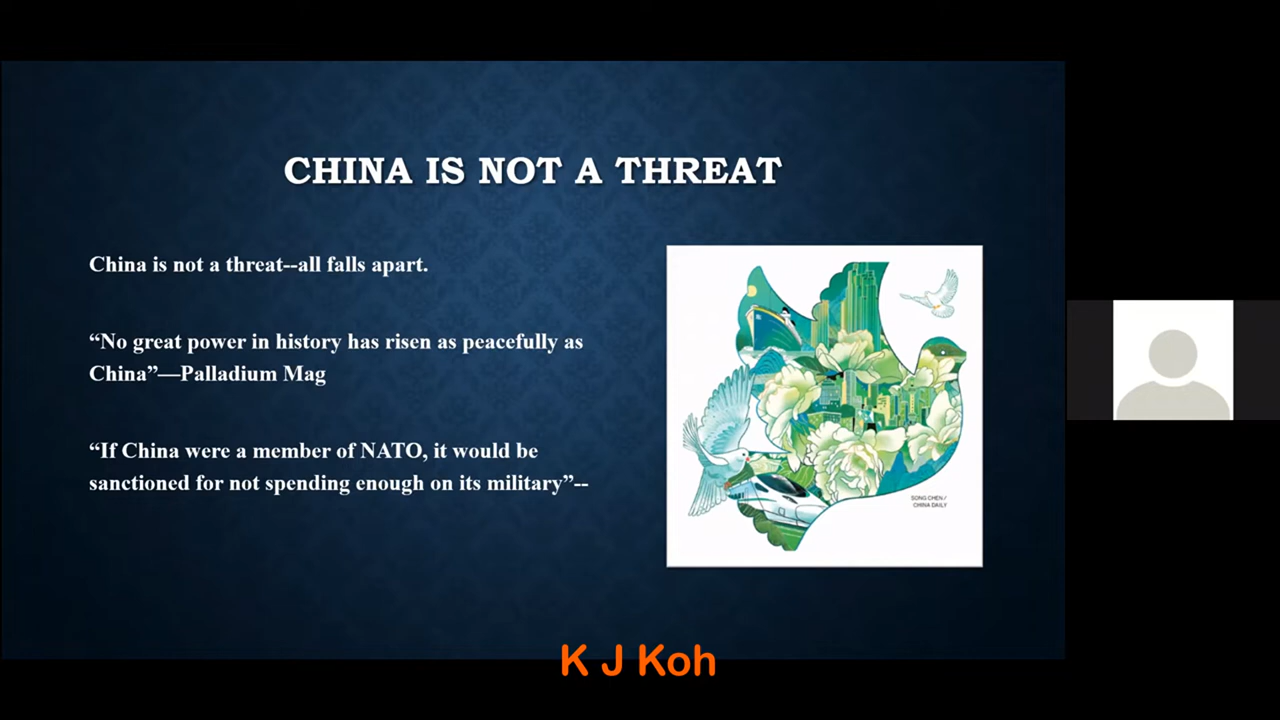 CHINA IS NOT A THREAT
China is not a threat--all falls apart.
“No great power in history has risen as peacefully as
China”—Palladium Mag
“If China were a member of NATO, it would be
sanctioned for not spending enough on its military”--
SONG CHEN /
CHINA DAILY
K J Koh